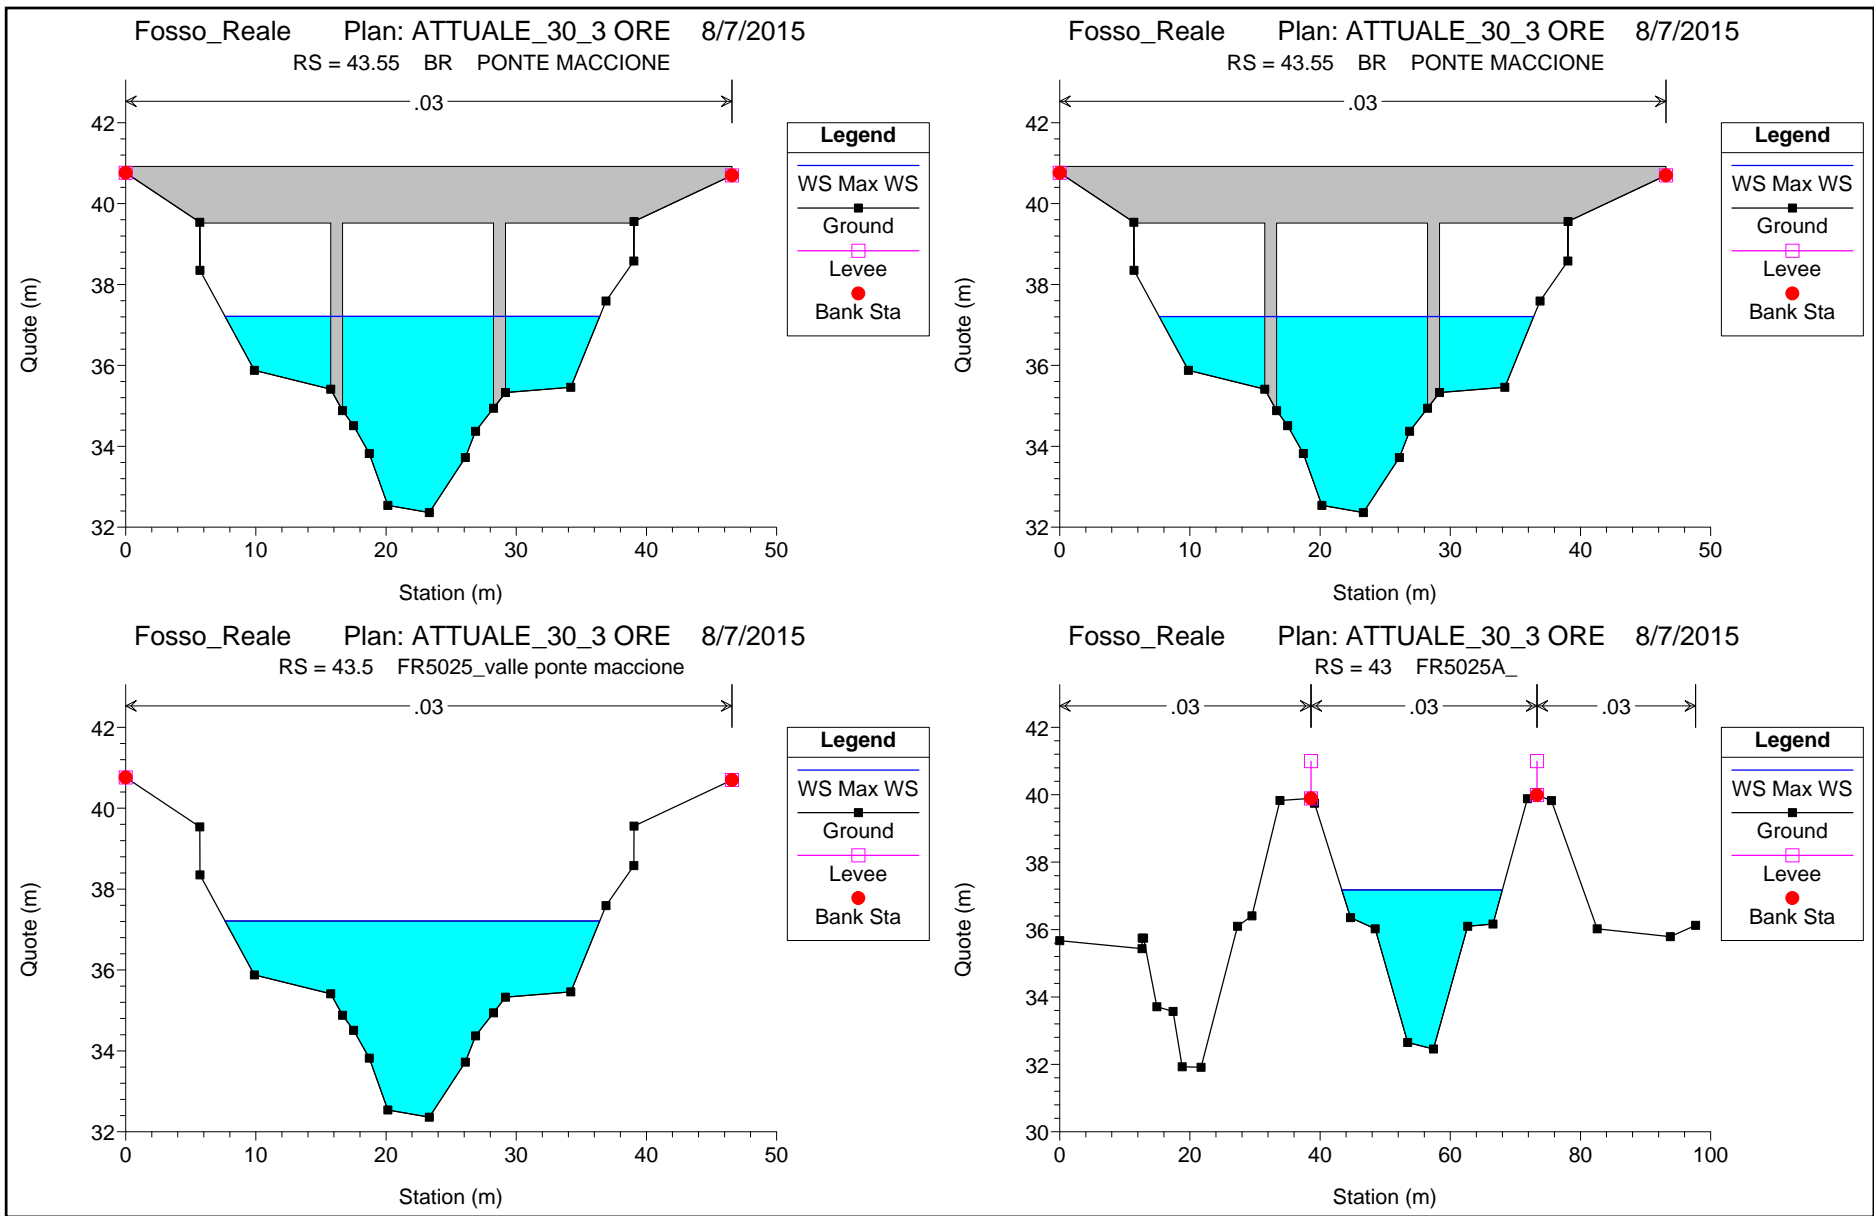 Fosso_Reale Plan: ATTUALE_30_3 ORE 8/7/2015
RS = 43.55 BR PONTE MACCIONE
.03
42
40
38
36
34
32
0 10 20 30 40 50
Quote (m)
Station (m)
Legend
WS Max WS
Ground
Levee
Bank Sta
Fosso_Reale Plan: ATTUALE_30_3 ORE 8/7/2015
RS = 43.55 BR PONTE MACCIONE
.03
42
40
38
36
34
32
0 10 20 30 40 50
Quote (m)
Station (m)
Legend
WS Max WS
Ground
Levee
Bank Sta
Fosso_Reale Plan: ATTUALE_30_3 ORE 8/7/2015
RS = 43.5 FR5025_valle ponte maccione
.03
42
40
38
36
34
32
0 10 20 30 40 50
Quote (m)
Station (m)
Legend
WS Max WS
Ground
Levee
Bank Sta
Fosso_Reale Plan: ATTUALE_30_3 ORE 8/7/2015
RS = 43 FR5025A_
.03 .03 .03
42
40
38
36
34
32
30
0 20 40 60 80 100
Quote (m)
Station (m)
Legend
WS Max WS
Ground
Levee
Bank Sta